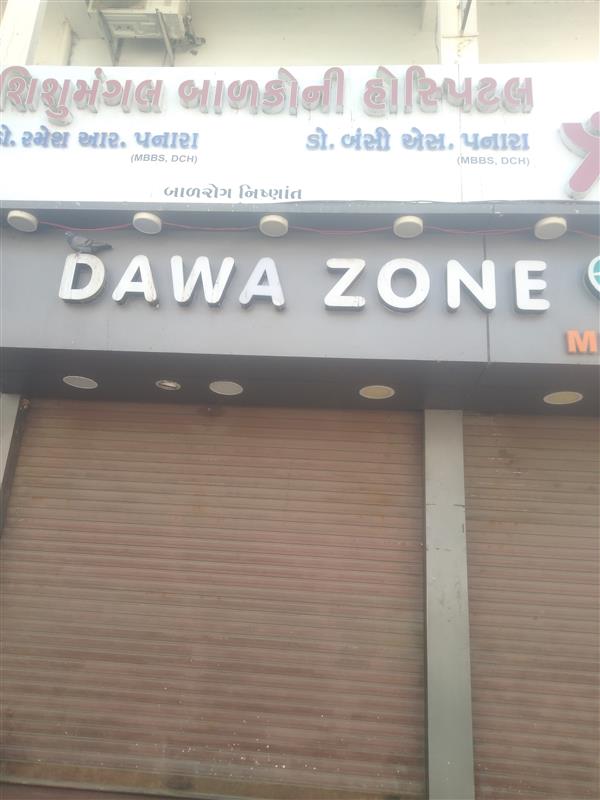 શિશુમંગલ બાળકોની હોસ્પિટલ
ડો. રમેશ આર. પનારા ડો. બંસી એસ. પનારા
(MBBS, DCH) (MBBS, DCH)
બાળરોગ નિષ્ણાંત
DAWA ZONE